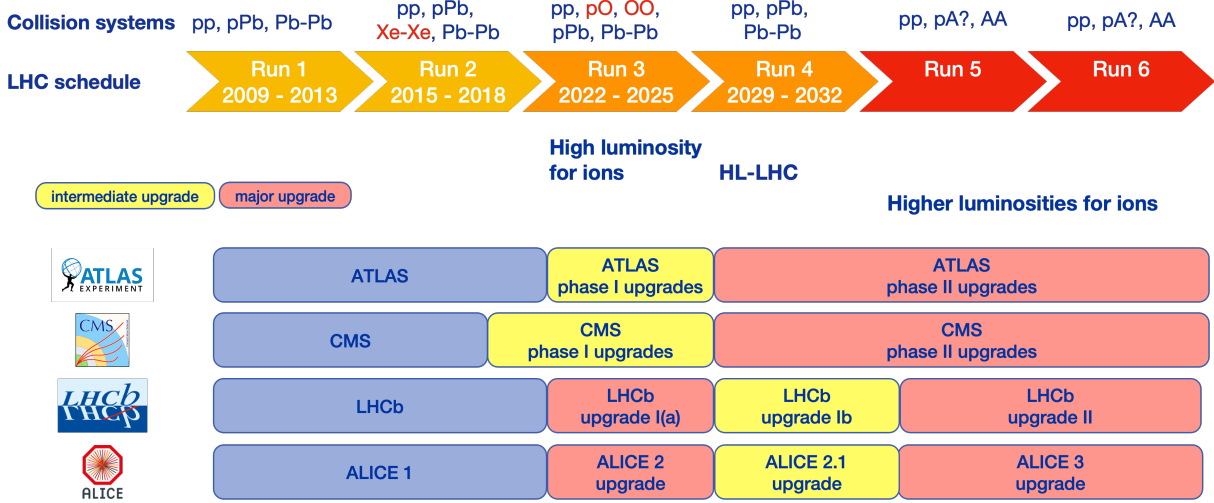 Collision systems
pp, pPb, Pb-Pb
pp, pPb,
Xe-Xe, Pb-Pb
pp, pO, OO,
pPb, Pb-Pb
pp, pPb,
Pb-Pb
pp, pA?, AA
pp, pA?, AA
LHC schedule
Run 1
2009 - 2013
Run 2
2015 - 2018
Run 3
2022 - 2025
Run 4
2029 - 2032
Run 5
Run 6
High luminosity
for ions
HL-LHC
Higher luminosities for ions
intermediate upgrade
major upgrade
ATLAS
EXPERIMENT
ATLAS
ATLAS
phase I upgrades
ATLAS
phase II upgrades
CMS
CMS
CMS
phase I upgrades
CMS
phase II upgrades
LHCb
LHCb
LHCb
LHCb
upgrade I(a)
LHCb
upgrade Ib
LHCb
upgrade II
ALICE
ALICE 1
ALICE 2
upgrade
ALICE 2.1
upgrade
ALICE 3
upgrade